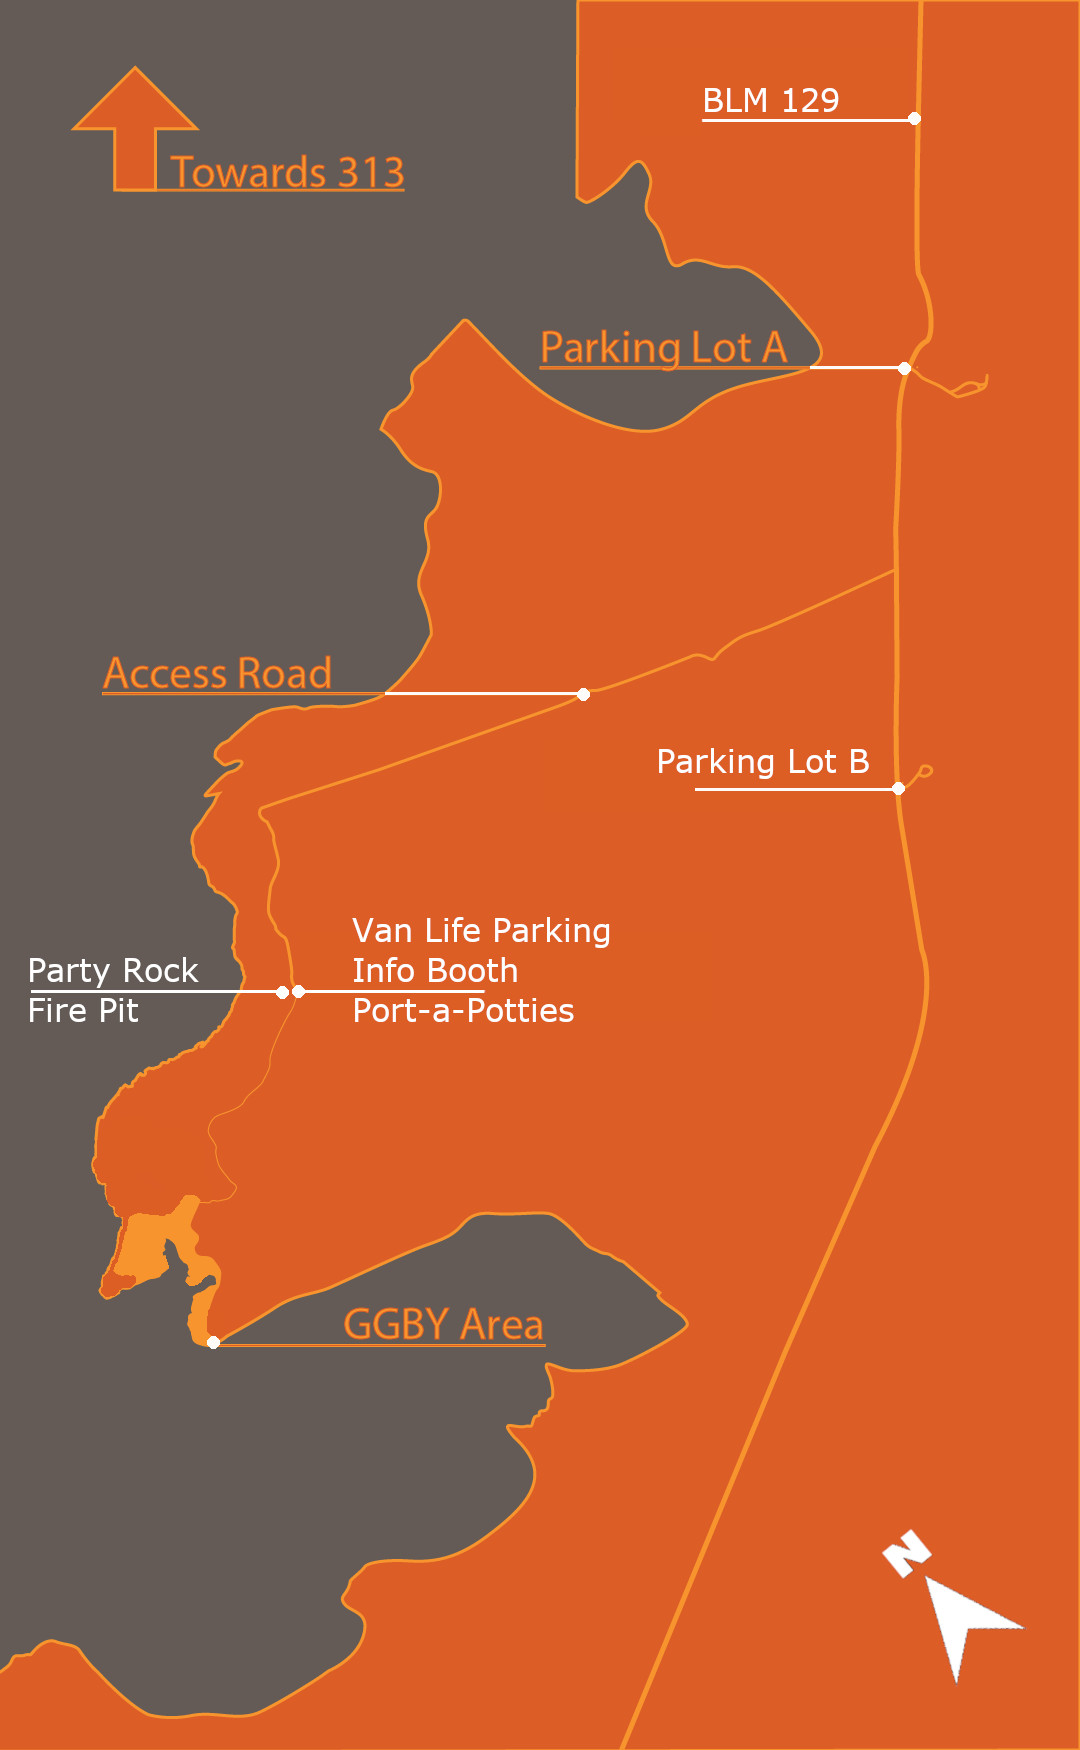 BLM 129
Towards 313
Parking Lot A
Access Road
Parking Lot B
Van Life Parking
Party Rock
Info Booth
Fire Pit
Port-a-Potties
GGBY Area
N